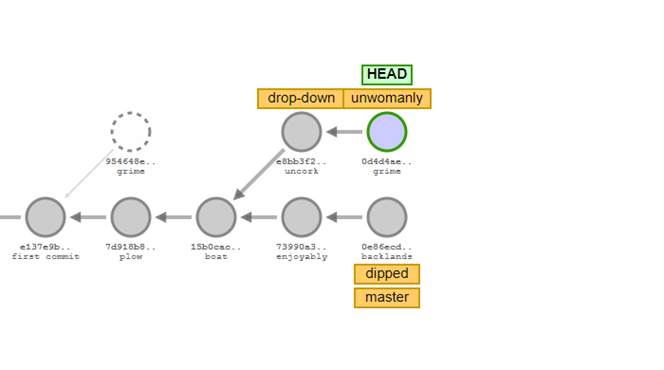 HEAD
drop-down unwomanly
954648e.. e8bb3f2.. 0d4d4ae..
grime uncork grime
e137e9b.. 7d918b8.. 15b0cac.. 73990a3.. 0e86ecd..
first commit plow boat enjoyably backlands
dipped
master